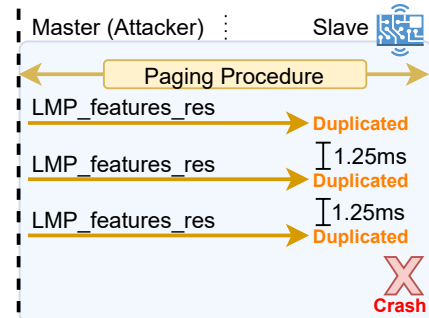 Master (Attacker) Slave
Paging Procedure
LMP_features_res
Duplicated
1.25ms
LMP_features_res
Duplicated
1.25ms
LMP_features_res
Duplicated
Crash